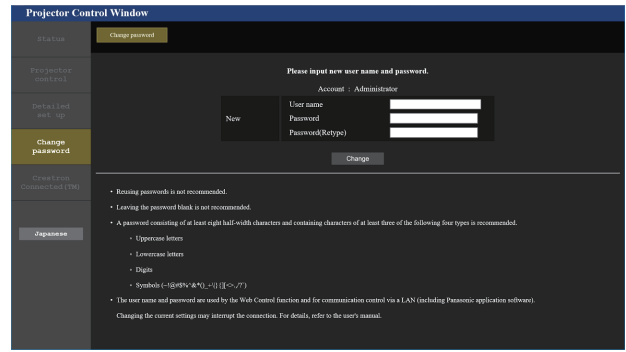 Projector Control Window
Status
Change password
Projector
control
Detailed
set up
Change
password
Crestron
Connected(TM)
Japanese
Please input new user name and password.
Account : Administrator
New
User name
Password
Password(Retype)
Change
• Reusing passwords is not recommended.
• Leaving the password blank is not recommended.
• A password consisting of at least eight half-width characters and containing characters of at least three of the following four types is recommended.
◦ Uppercase letters
◦ Lowercase letters
◦ Digits
◦ Symbols (~!@#$%^&*()_+\{}|][<>.,/?`)
• The user name and password are used by the Web Control function and for communication control via a LAN (including Panasonic application software).
Changing the current settings may interrupt the connection. For details, refer to the user's manual.